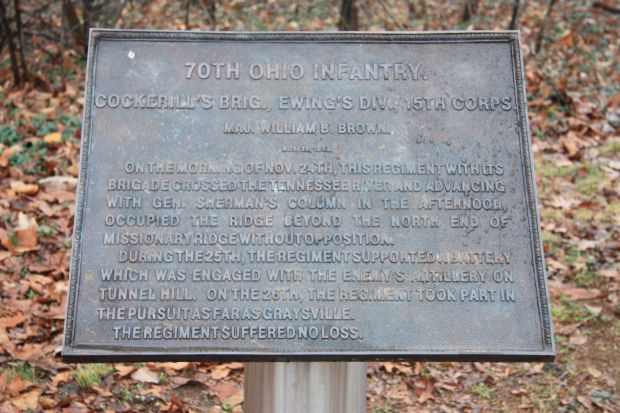 70TH OHIO INFANTRY.
COCKERILL'S BRIG., EWING'S DIV., 15TH CORPS.
MAJ. WILLIAM B. BROWN.,
NOV. 24, 1863.
ON THE MORNING OF NOV. 24TH, THIS REGIMENT WITH ITS
BRIGADE CROSSED THE TENNESSEE RIVER AND ADVANCING
WITH GEN. SHERMAN'S COLUMN IN THE AFTERNOON,
OCCUPIED THE RIDGE BEYOND THE NORTH END OF
MISSIONARY RIDGE WITHOUT OPPOSITION.
DURING THE 25TH, THE REGIMENT SUPPORTED A BATTERY
WHICH WAS ENGAGED WITH THE ENEMY'S ARTILLERY ON
TUNNEL HILL. ON THE 26TH, THE REGIMENT TOOK PART IN
THE PURSUIT AS FAR AS GRAYSVILLE.
THE REGIMENT SUFFERED NO LOSS.